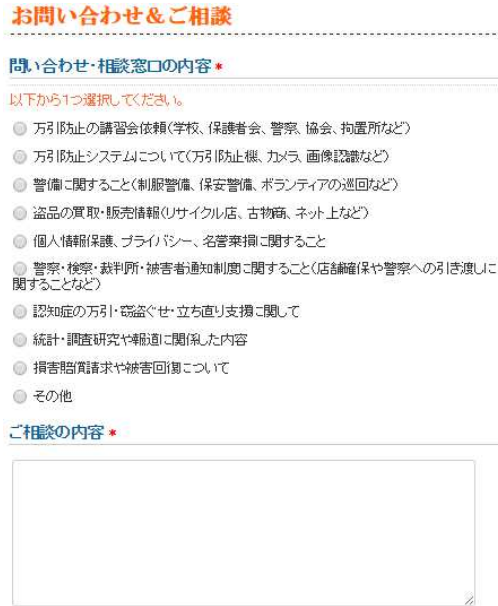 お問い合わせ＆ご相談
問い合わせ・相談窓口の内容*
以下から1つ選択してください。
万引防止の講習会依頼(学校、保護者会、警察、協会、拘置所など)
万引防止システムについて(万引防止機、カメラ、画像認識など)
警備に関すること(制服警備、保安警備、ボランティアの巡回など)
盗品の買取・販売情報(リサイクル店、古物商、ネット上など)
個人情報保護、プライバシー、名誉棄損に関すること
警察・検察・裁判所・被害者通知制度に関すること(店舗確保や警察への引き渡しに
関することなど)
認知症の万引・窃盗ぐせ・立ち直り支援に関して
統計・調査研究や報道に関係した内容
損害賠償請求や被害回復について
その他
ご相談の内容*